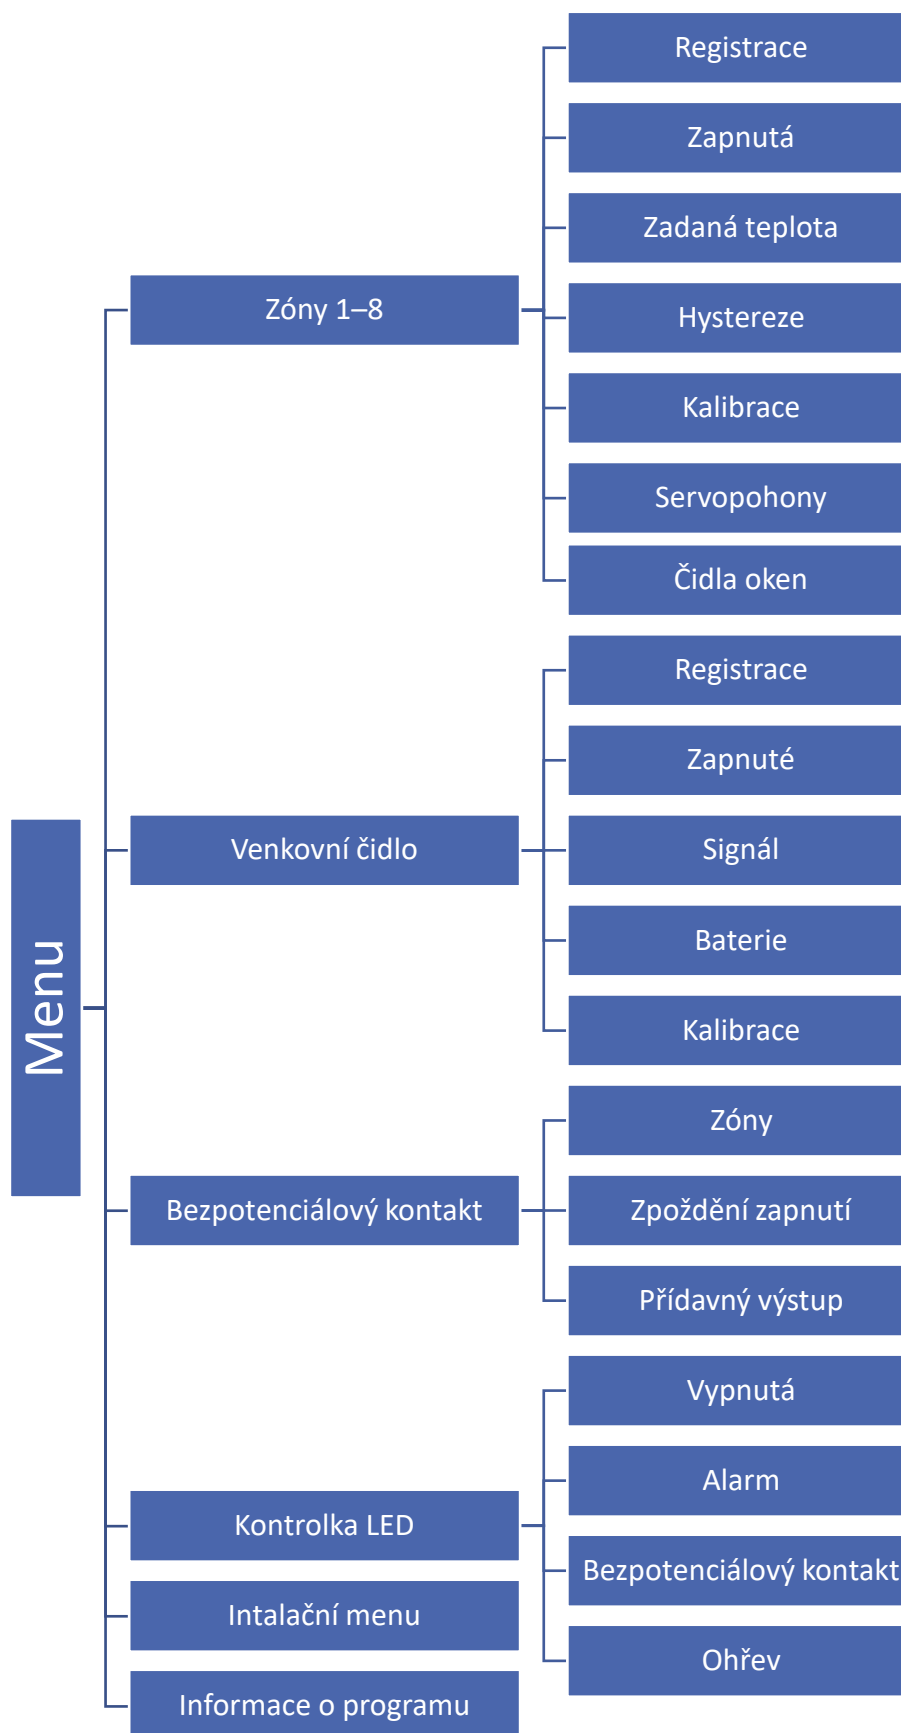 Menu
Zóny 1–8
Registrace
Zapnutá
Zadaná teplota
Hystereze
Kalibrace
Servopohony
Čidla oken
Venkovní čidlo
Registrace
Zapnuté
Signál
Baterie
Kalibrace
Bezpotenciálový kontakt
Zóny
Zpoždění zapnutí
Přídavný výstup
Kontrolka LED
Vypnutá
Alarm
Bezpotenciálový kontakt
Ohřev
Intalační menu
Informace o programu